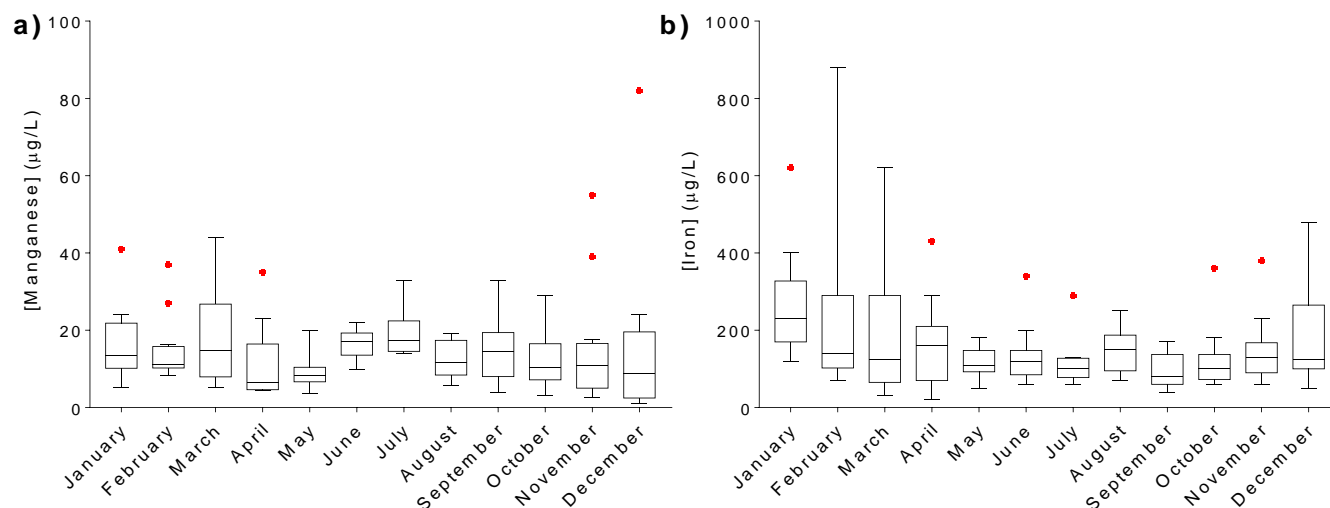 a)
[Manganese] (μg/L)
100
80
60
40
20
0
January
February
March
April
May
June
July
August
September
October
November
December
b)
[Iron] (μg/L)
1000
800
600
400
200
0
January
February
March
April
May
June
July
August
September
October
November
December